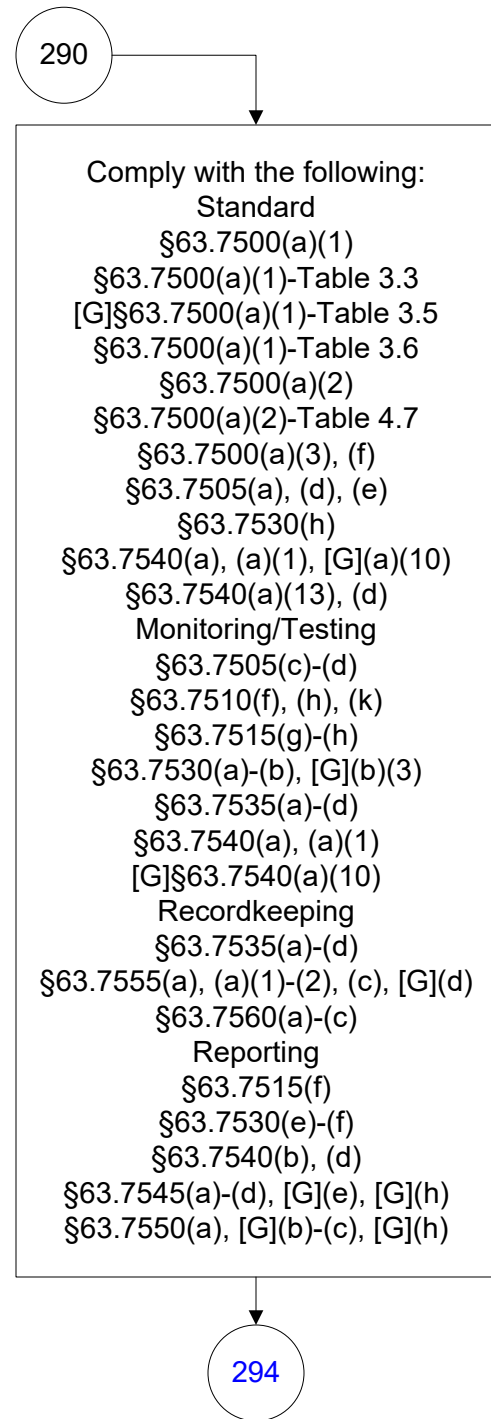 290
Comply with the following:
Standard
§63.7500(a)(1)
§63.7500(a)(1)-Table 3.3
[G]§63.7500(a)(1)-Table 3.5
§63.7500(a)(1)-Table 3.6
§63.7500(a)(2)
§63.7500(a)(2)-Table 4.7
§63.7500(a)(3), (f)
§63.7505(a), (d), (e)
§63.7530(h)
§63.7540(a), (a)(1), [G](a)(10)
§63.7540(a)(13), (d)
Monitoring/Testing
§63.7505(c)-(d)
§63.7510(f), (h), (k)
§63.7515(g)-(h)
§63.7530(a)-(b), [G](b)(3)
§63.7535(a)-(d)
§63.7540(a), (a)(1)
[G]§63.7540(a)(10)
Recordkeeping
§63.7535(a)-(d)
§63.7555(a), (a)(1)-(2), (c), [G](d)
§63.7560(a)-(c)
Reporting
§63.7515(f)
§63.7530(e)-(f)
§63.7540(b), (d)
§63.7545(a)-(d), [G](e), [G](h)
§63.7550(a), [G](b)-(c), [G](h)
294